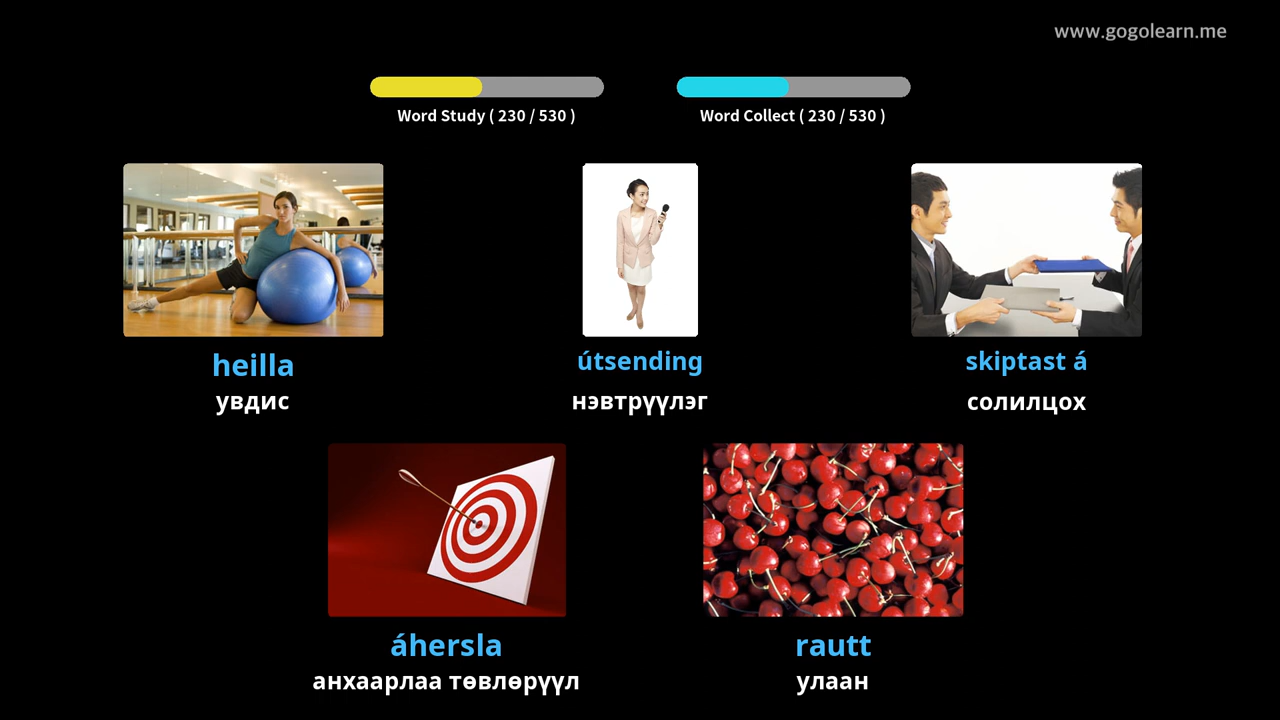 www.gogolearn.me
Word Study ( 230 / 530 )
Word Collect ( 230 / 530 )
heilla
увдис
útsending
нэвтрүүлэг
skiptast á
солилцох
áhersla
анхаарлаа төвлөрүүл
rautt
улаан